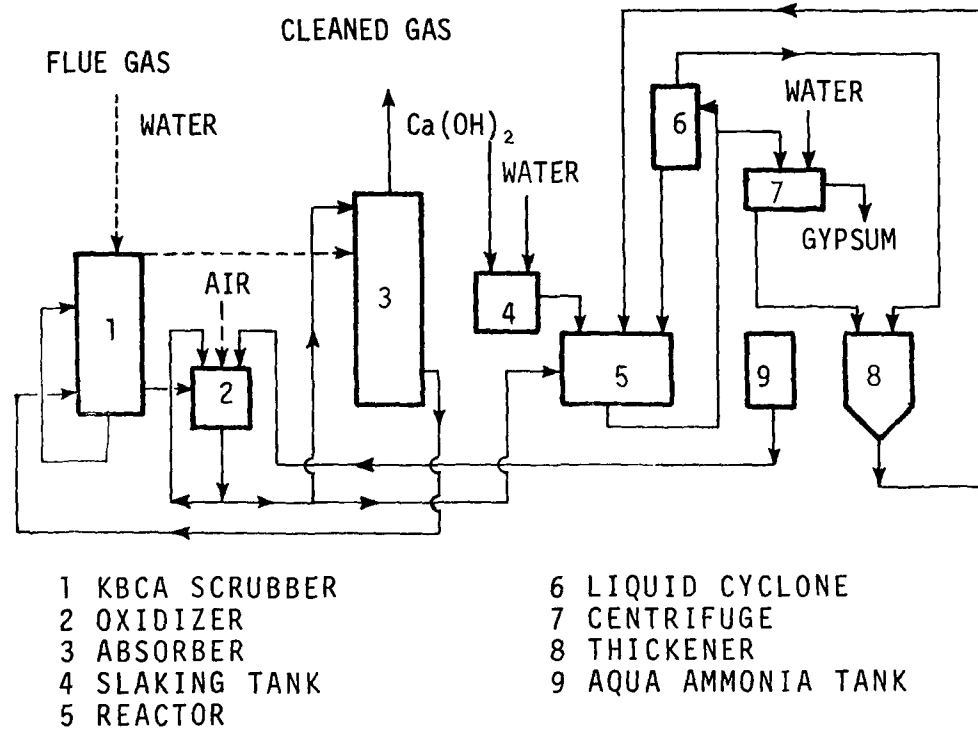 CLEANED GAS
FLUE GAS
WATER
Ca(OH)2
WATER
WATER
6
7
GYPSUM
AIR
1
2
3
4
5
9
8
1 KBCA SCRUBBER
2 OXIDIZER
3 ABSORBER
4 SLAKING TANK
5 REACTOR
6 LIQUID CYCLONE
7 CENTRIFUGE
8 THICKENER
9 AQUA AMMONIA TANK